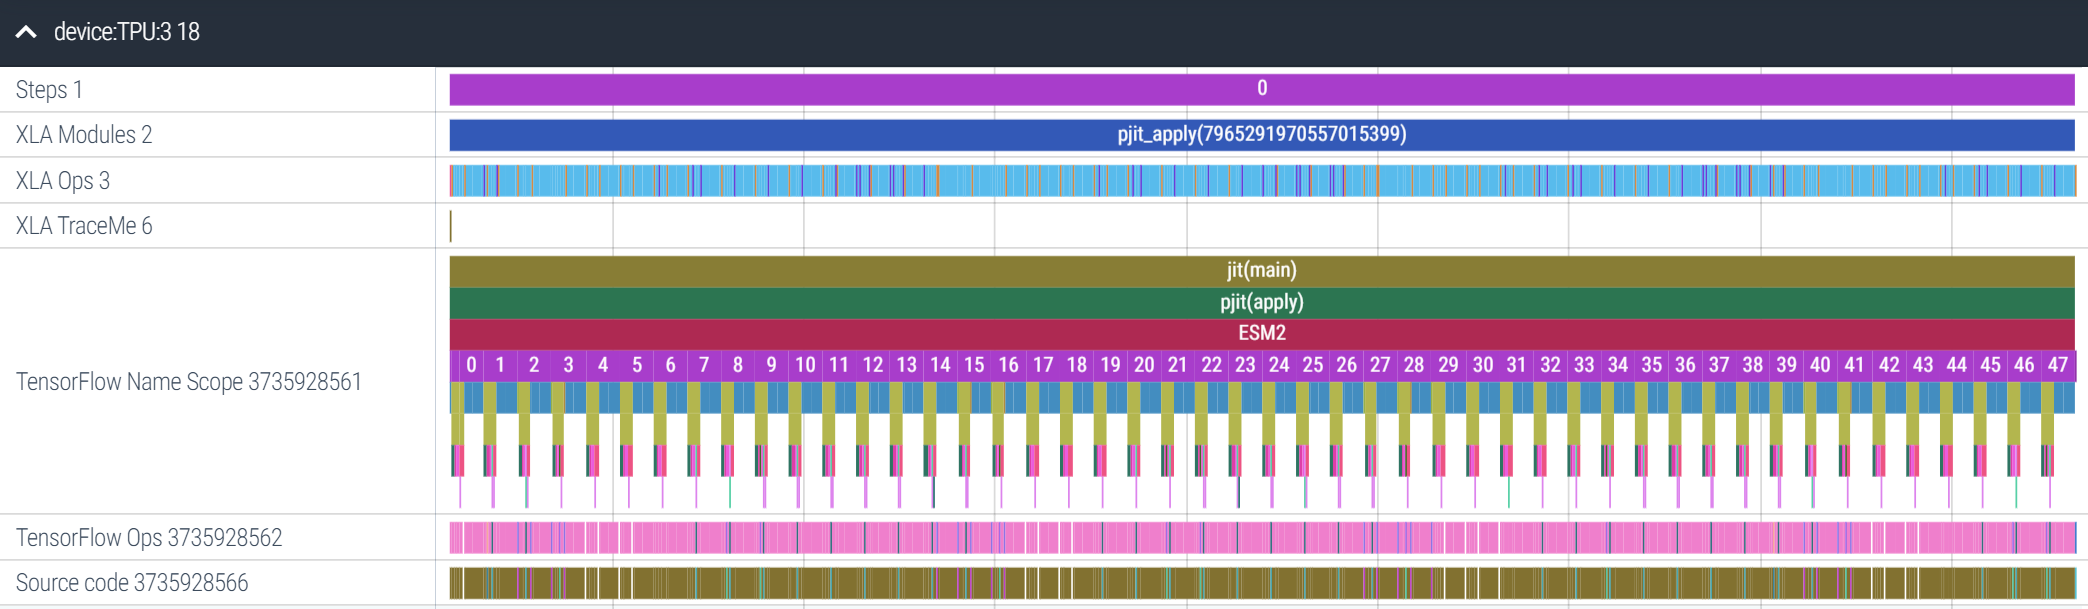 device:TPU:3 18
Steps 1
0
XLA Modules 2
pjit_apply(7965291970557015399)
XLA Ops 3
XLA TraceMe 6
jit(main)
pjit(apply)
ESM2
0 1 2 3 4 5 6 7 8 9 10 11 12 13 14 15 16 17 18 19 20 21 22 23 24 25 26 27 28 29 30 31 32 33 34 35 36 37 38 39 40 41 42 43 44 45 46 47
TensorFlow Name Scope 3735928561
TensorFlow Ops 3735928562
Source code 3735928566